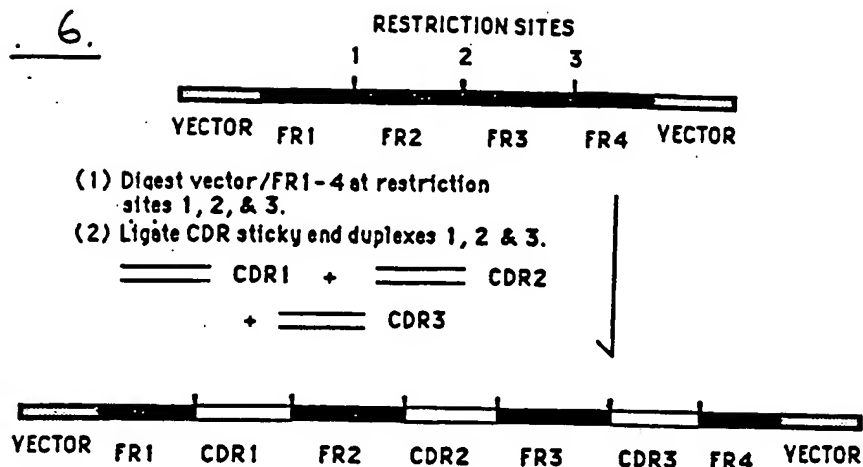 . 6.
RESTRICTION SITES
1 2 3
VECTOR FR1 FR2 FR3 FR4 VECTOR
(1) Digest vector/FR1-4 at restriction
sites 1, 2, & 3.
(2) Ligate CDR sticky end duplexes 1, 2 & 3.
CDR1 + CDR2
+ CDR3
VECTOR FR1 CDR1 FR2 CDR2 FR3 CDR3 FR4 VECTOR